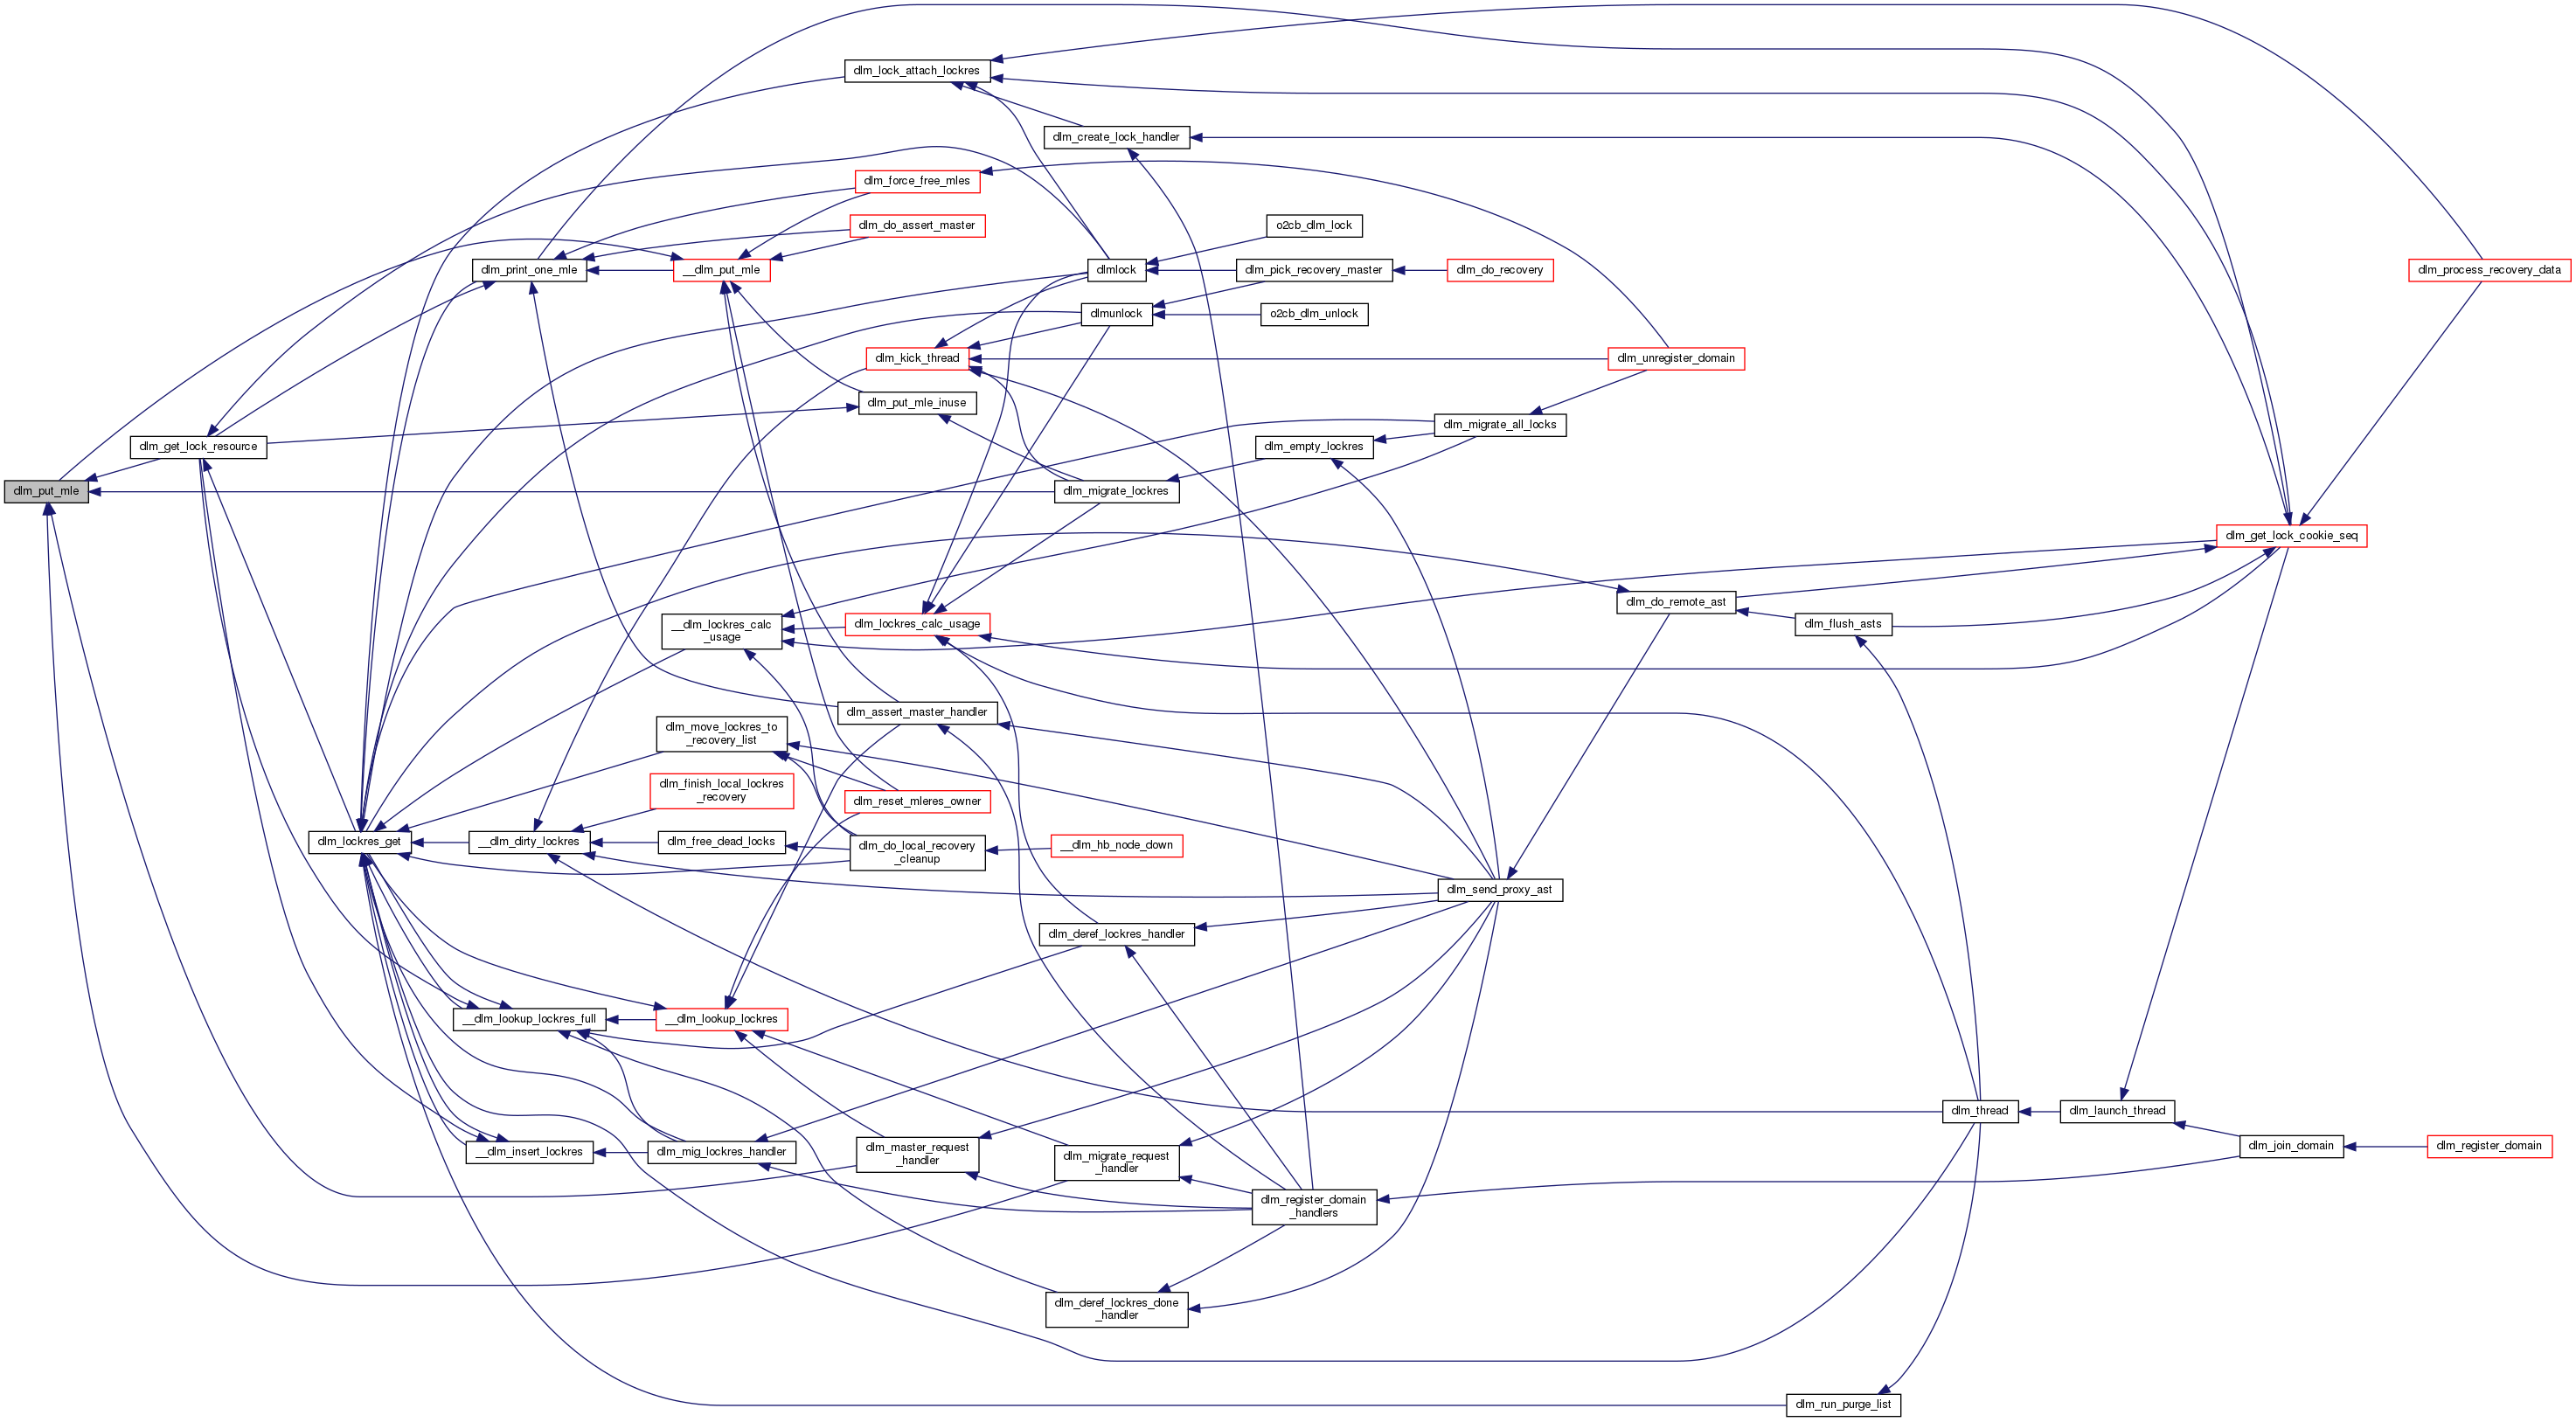 dlm_lock_attach_lockres
dlm_create_lock_handler
dlm_force_free_mles
dlm_do_assert_master
o2cb_dlm_lock
dlm_print_one_mle
__dlm_put_mle
dlmlock
dlm_pick_recovery_master
dlm_do_recovery
dlm_process_recovery_data
dlmunlock
o2cb_dlm_unlock
dlm_kick_thread
dlm_unregister_domain
dlm_put_mle_inuse
dlm_migrate_all_locks
dlm_get_lock_resource
dlm_empty_lockres
dlm_put_mle
dlm_migrate_lockres
dlm_get_lock_cookie_seq
dlm_do_remote_ast
__dlm_lockres_calc
_usage
dlm_lockres_calc_usage
dlm_flush_asts
dlm_assert_master_handler
dlm_move_lockres_to
_recovery_list
dlm_finish_local_lockres
_recovery
dlm_reset_mleres_owner
dlm_lockres_get
__dlm_dirty_lockres
dlm_free_dead_locks
dlm_do_local_recovery
_cleanup
__dlm_hb_node_down
dlm_send_proxy_ast
dlm_deref_lockres_handler
__dlm_lookup_lockres_full
__dlm_lookup_lockres
dlm_thread
dlm_launch_thread
__dlm_insert_lockres
dlm_mig_lockres_handler
dlm_master_request
_handler
dlm_migrate_request
_handler
dlm_join_domain
dlm_register_domain
dlm_register_domain
_handlers
dlm_deref_lockres_done
_handler
dlm_run_purge_list